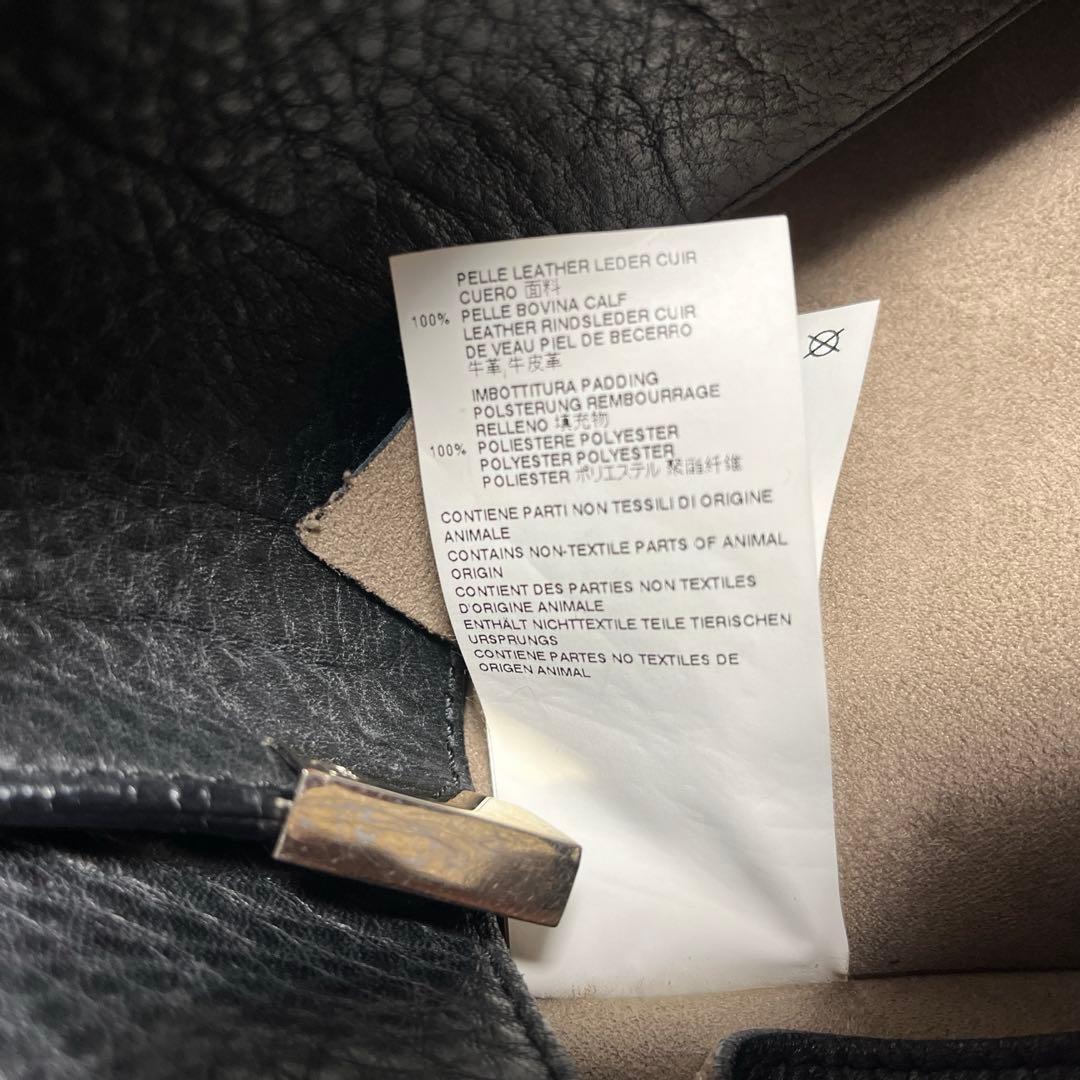 PELLE LEATHER LEDER CUIR
CUERO 面料
100% PELLE BOVINA CALF
LEATHER RINDSLEDER CUIR
DE VEAU PIEL DE BECERRO
牛革,牛皮革
IMBOTTITURA PADDING
POLSTERUNG REMBOURRAGE
RELLENO 填充物
100% POLIESTERE POLYESTER
POLYESTER POLYESTER
POLIESTER ポリエステル 聚酯纤维
CONTIENE PARTI NON TESSILI DI ORIGINE
ANIMALE
CONTAINS NON-TEXTILE PARTS OF ANIMAL
ORIGIN
CONTIENT DES PARTIES NON TEXTILES
D'ORIGINE ANIMALE
ENTHÄLT NICHTTEXTILE TEILE TIERISCHEN
URSPRUNGS
CONTIENE PARTES NO TEXTILES DE
ORIGEN ANIMAL